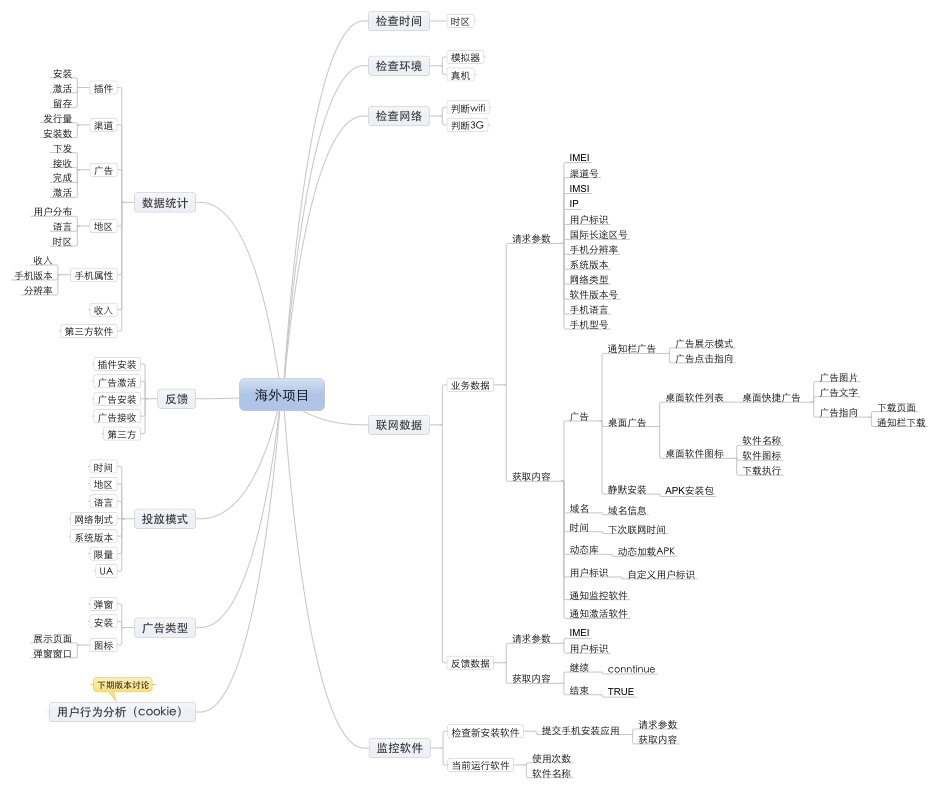 海外项目
检查时间
时区
检查环境
模拟器
真机
检查网络
判断wifi
判断3G
联网数据
业务数据
请求参数
IMEI
渠道号
IMSI
IP
用户标识
国际长途区号
手机分辨率
系统版本
网络类型
软件版本号
手机语言
手机型号
获取内容
广告
通知栏广告
广告展示模式
广告点击指向
桌面广告
桌面软件列表
桌面快捷广告
广告图片
广告文字
广告指向
下载页面
通知栏下载
桌面软件图标
软件名称
软件图标
下载执行
静默安装
APK安装包
域名
域名信息
时间
下次联网时间
动态库
动态加载APK
用户标识
自定义用户标识
通知监控软件
通知激活软件
反馈数据
请求参数
IMEI
用户标识
获取内容
继续
conntinue
结束
TRUE
监控软件
检查新安装软件
提交手机安装应用
请求参数
获取内容
当前运行软件
使用次数
软件名称
数据统计
插件
安装
激活
留存
渠道
发行量
安装数
广告
下发
接收
完成
激活
地区
用户分布
语言
时区
手机属性
收入
手机版本
分辨率
收入
第三方软件
反馈
插件安装
广告激活
广告安装
广告接收
第三方
投放模式
时间
地区
语言
网络制式
系统版本
限量
UA
广告类型
弹窗
安装
图标
展示页面
弹窗窗口
下期版本讨论
用户行为分析（cookie）